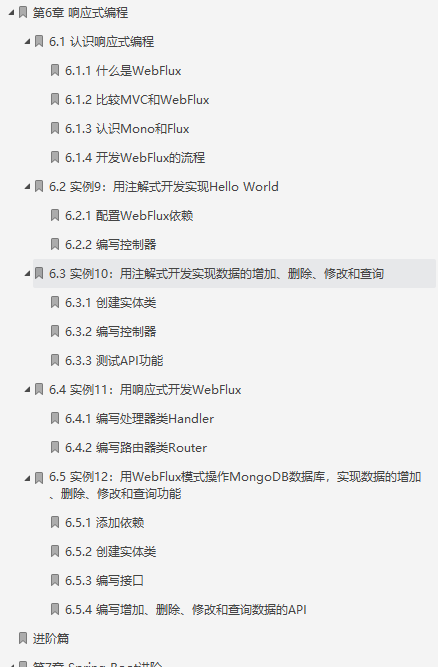 第6章 响应式编程
6.1 认识响应式编程
6.1.1 什么是WebFlux
6.1.2 比较MVC和WebFlux
6.1.3 认识Mono和Flux
6.1.4 开发WebFlux的流程
6.2 实例9：用注解式开发实现Hello World
6.2.1 配置WebFlux依赖
6.2.2 编写控制器
6.3 实例10：用注解式开发实现数据的增加、删除、修改和查询
6.3.1 创建实体类
6.3.2 编写控制器
6.3.3 测试API功能
6.4 实例11：用响应式开发WebFlux
6.4.1 编写处理器类Handler
6.4.2 编写路由器类Router
6.5 实例12：用WebFlux模式操作MongoDB数据库，实现数据的增加
、删除、修改和查询功能
6.5.1 添加依赖
6.5.2 创建实体类
6.5.3 编写接口
6.5.4 编写增加、删除、修改和查询数据的API
进阶篇
第7章 Spring Boot进阶